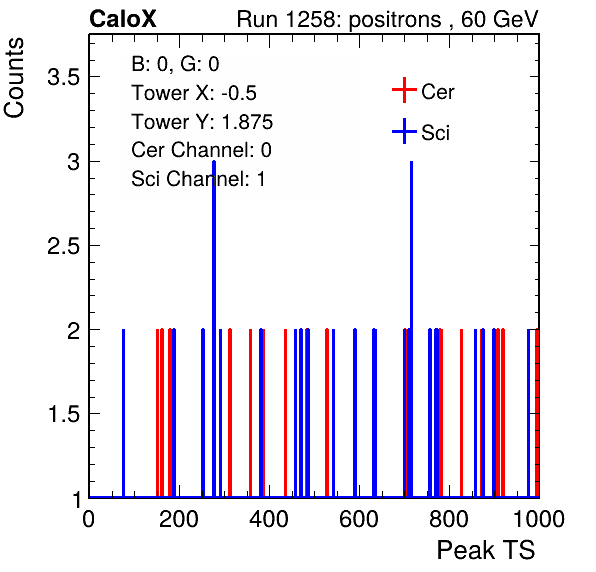 CaloX Run 1258: positrons , 60 GeV
Counts
B: 0, G: 0
Tower X: -0.5
Tower Y: 1.875
Cer Channel: 0
Sci Channel: 1
Cer
Sci
3.5
3
2.5
2
1.5
1
0 200 400 600 800 1000
Peak TS